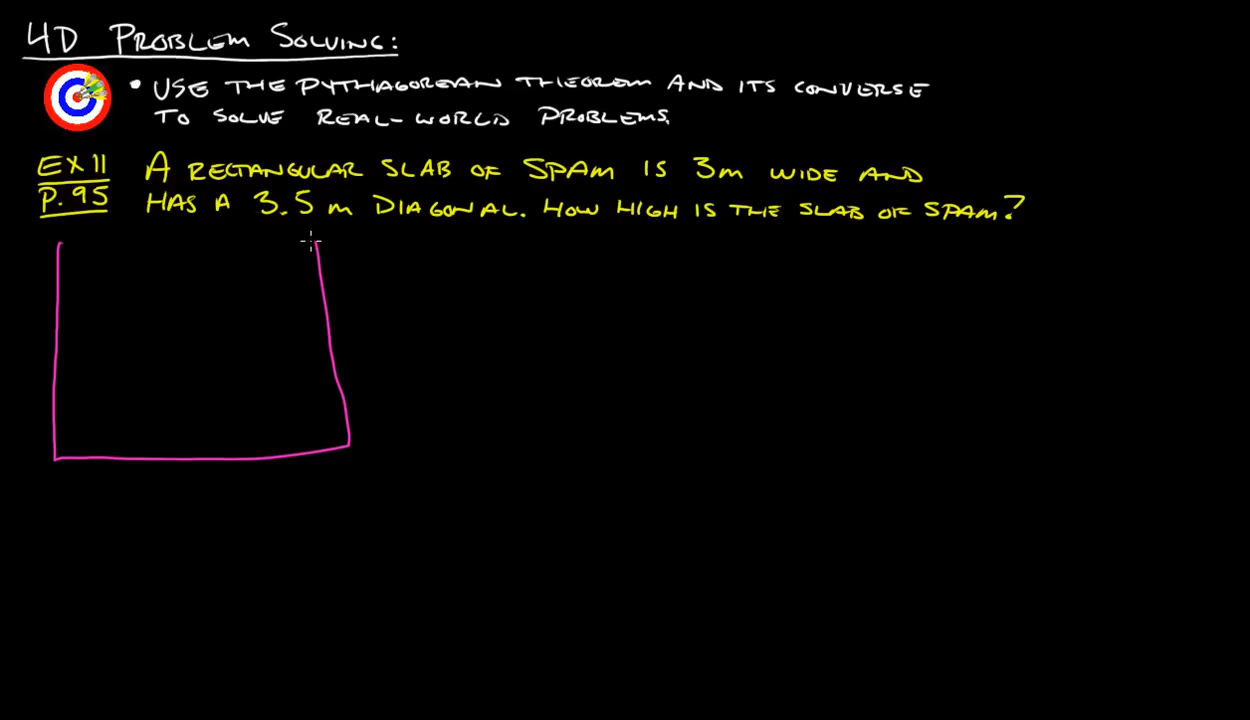 4D PROBLEM SOLVING:
• USE THE PYTHAGOREAN THEOREM AND ITS CONVERSE
TO SOLVE REAL-WORLD PROBLEMS.
EX 11 A RECTANGULAR SLAB OF SPAM IS 3m WIDE AND
P. 95 HAS A 3.5 m DIAGONAL. HOW HIGH IS THE SLAB OF SPAM?